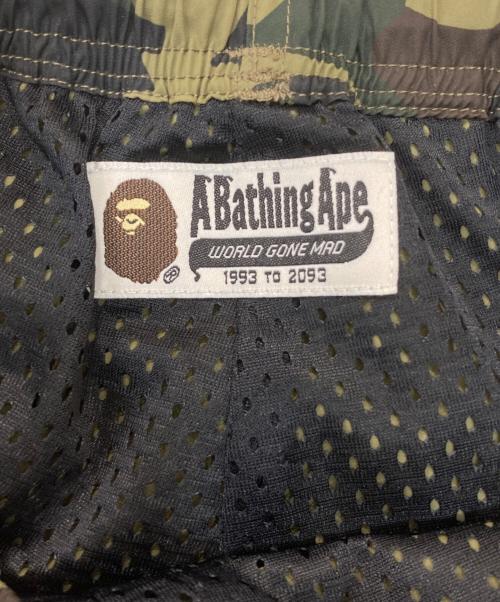 A Bathing Ape
WORLD GONE MAD
1993 TO 2093
®